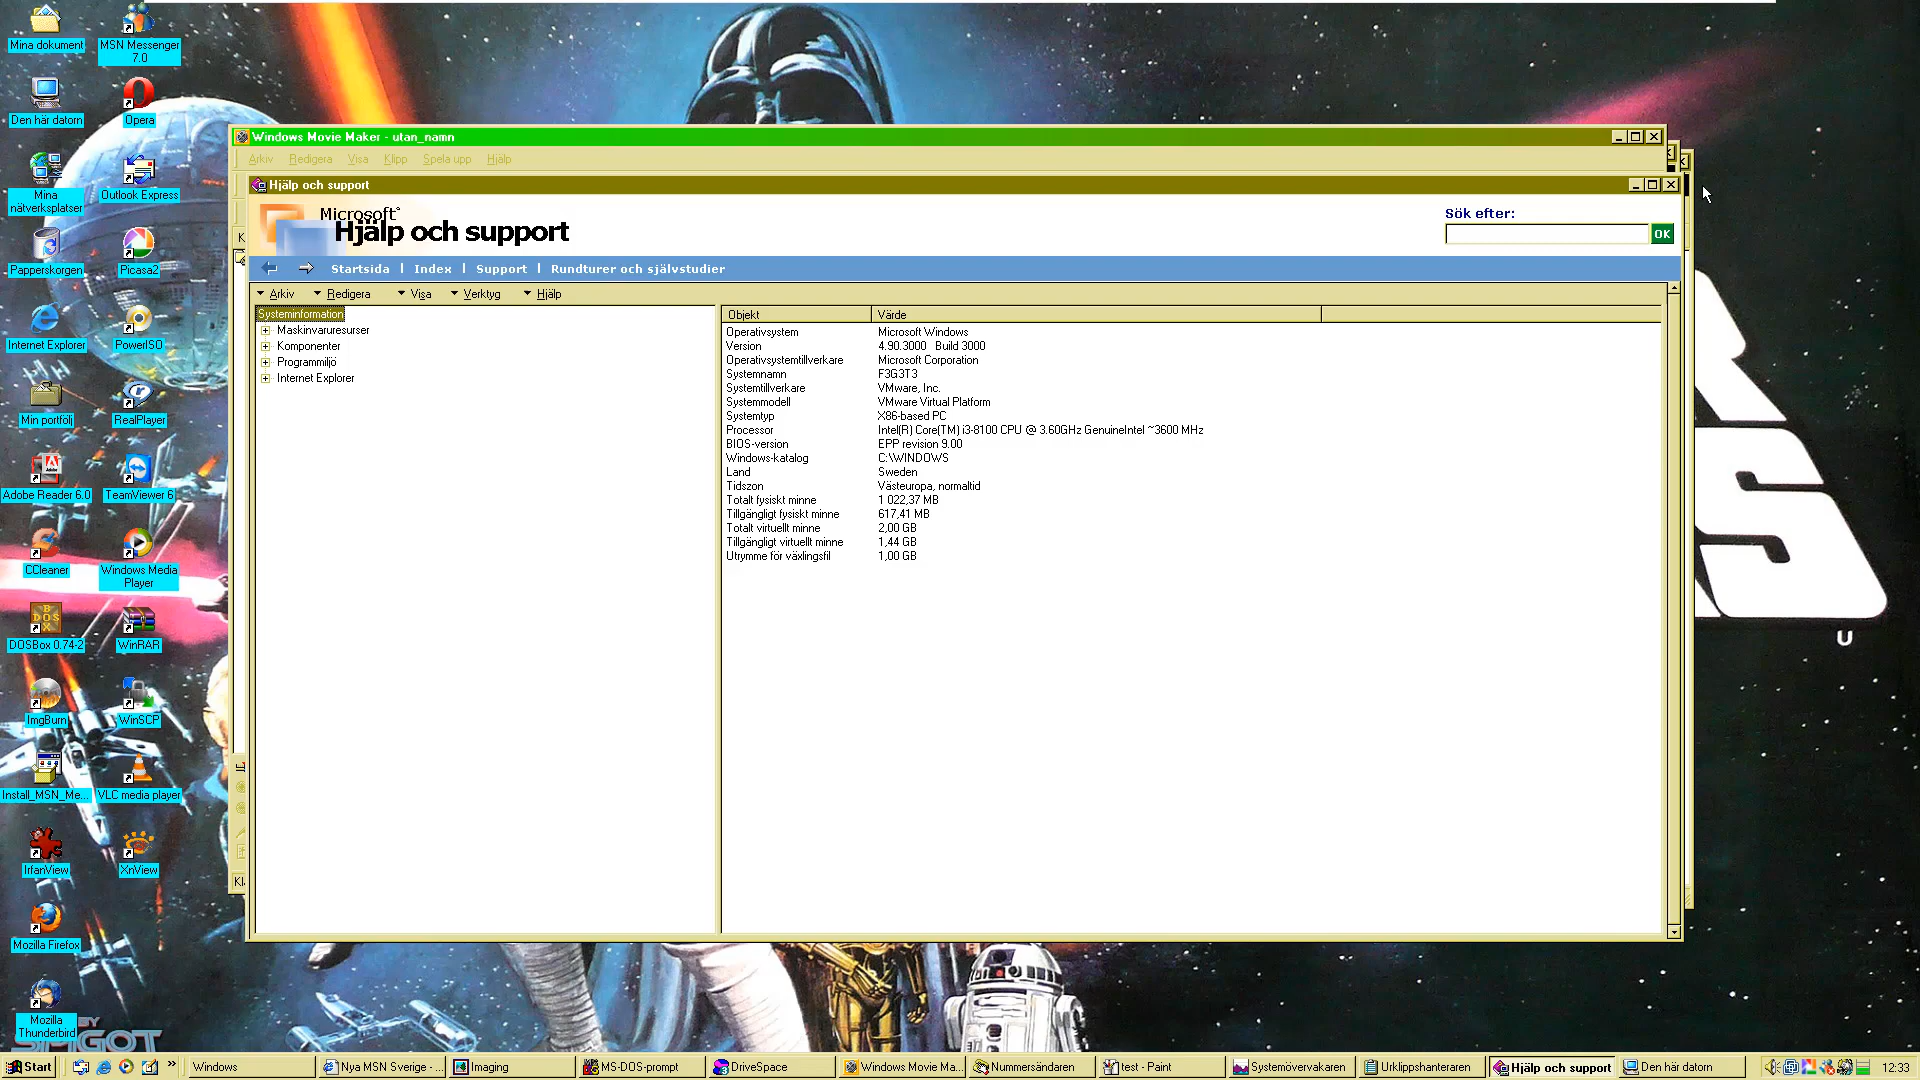 Mina dokument
MSN Messenger
7.0
Den här datorn
Opera
Mina
nätverksplatser
Outlook Express
Papperskorgen
Picasa2
Internet Explorer
PowerISO
Min portfölj
RealPlayer
Adobe Reader 6.0
TeamViewer 6
CCleaner
Windows Media
Player
DOSBox 0.74-2
WinRAR
ImgBurn
WinSCP
Install_MSN_Me...
VLC media player
IrfanView
XnView
Mozilla Firefox
Mozilla
Thunderbird
Windows Movie Maker - utan_namn
Arkiv Redigera Visa Klipp Spela upp Hjälp
Hjälp och support
Microsoft
Hjälp och support
Sök efter:
OK
Startsida | Index | Support | Rundturer och självstudier
Arkiv Redigera Visa Verktyg Hjälp
Systeminformation
Maskinvaruresurser
Komponenter
Programmiljö
Internet Explorer
Objekt Värde
Operativsystem Microsoft Windows
Version 4.90.3000 Build 3000
Operativsystemtillverkare Microsoft Corporation
Systemnamn F3G3T3
Systemtillverkare VMware, Inc.
Systemmodell VMware Virtual Platform
Systemtyp X86-based PC
Processor Intel(R) Core(TM) i3-8100 CPU @ 3.60GHz GenuineIntel ~3600 MHz
BIOS-version EPP revision 9.00
Windows-katalog C:\WINDOWS
Land Sweden
Tidszon Västeuropa, normaltid
Totalt fysiskt minne 1 022,37 MB
Tillgängligt fysiskt minne 617,41 MB
Totalt virtuellt minne 2,00 GB
Tillgängligt virtuellt minne 1,44 GB
Utrymme för växlingsfil 1,00 GB
BY
SPIGOT
Start
Windows
Nya MSN Sverige - ...
Imaging
MS-DOS-prompt
DriveSpace
Windows Movie Ma...
Nummersändaren
test - Paint
Systemövervakaren
Urklippshanteraren
Hjälp och support
Den här datorn
12:33